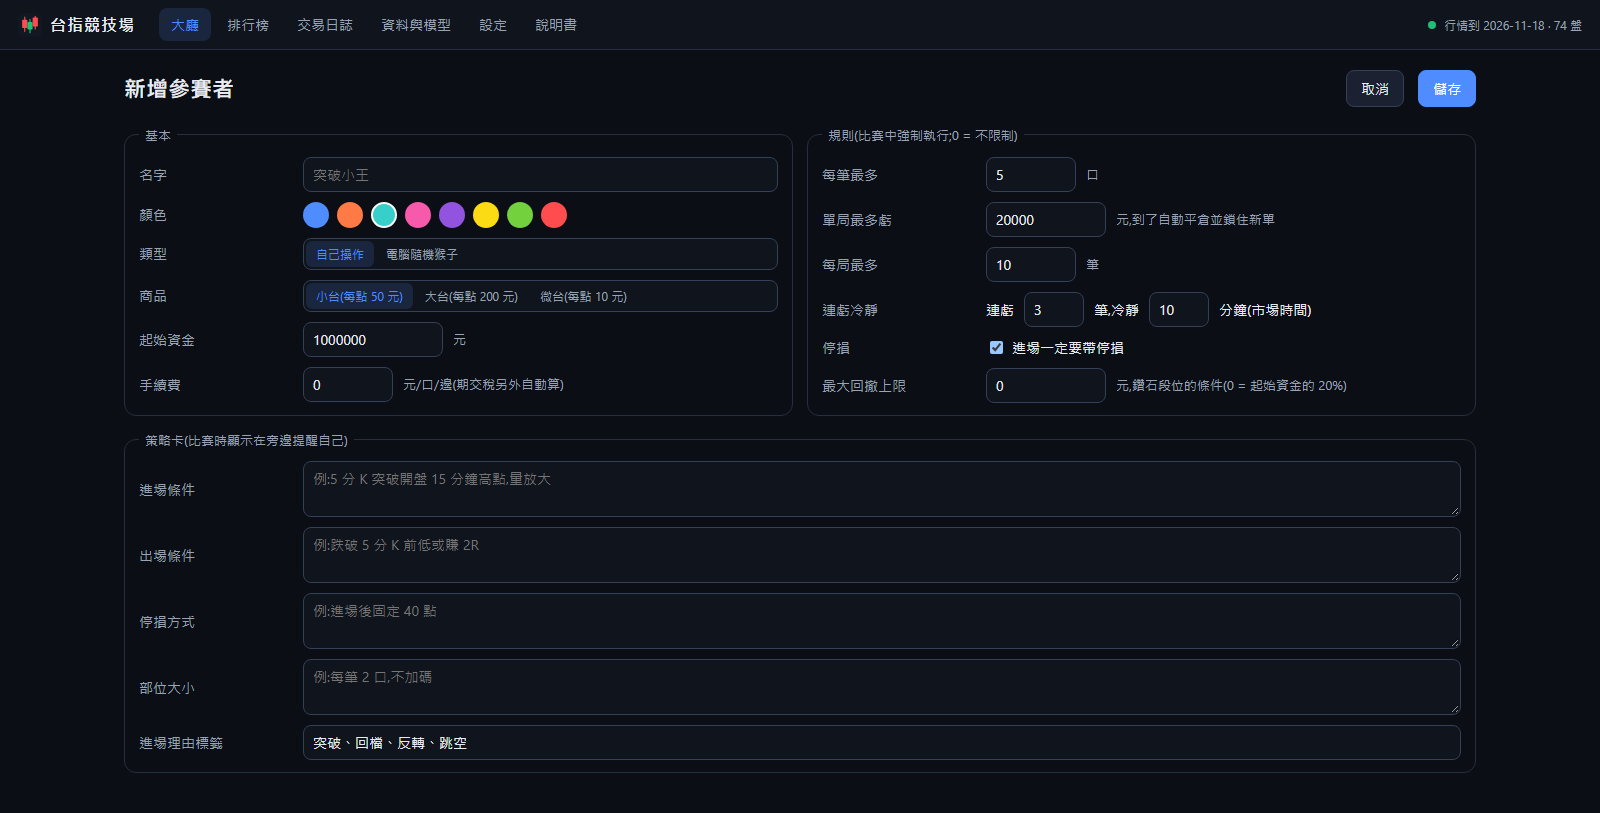 台指競技場 大廳 排行榜 交易日誌 資料與模型 設定 說明書 行情到 2026-11-18 · 74 盤
新增參賽者 取消 儲存
基本
名字 突破小王
顏色
類型 自己操作 電腦隨機猴子
商品 小台(每點 50 元) 大台(每點 200 元) 微台(每點 10 元)
起始資金 1000000 元
手續費 0 元/口/邊(期交稅另外自動算)
規則(比賽中強制執行;0 = 不限制)
每筆最多 5 口
單局最多虧 20000 元,到了自動平倉並鎖住新單
每局最多 10 筆
連虧冷靜 連虧 3 筆,冷靜 10 分鐘(市場時間)
停損 進場一定要帶停損
最大回撤上限 0 元,鑽石段位的條件(0 = 起始資金的 20%)
策略卡(比賽時顯示在旁邊提醒自己)
進場條件 例:5 分 K 突破開盤 15 分鐘高點,量放大
出場條件 例:跌破 5 分 K 前低或賺 2R
停損方式 例:進場後固定 40 點
部位大小 例:每筆 2 口,不加碼
進場理由標籤 突破、回檔、反轉、跳空